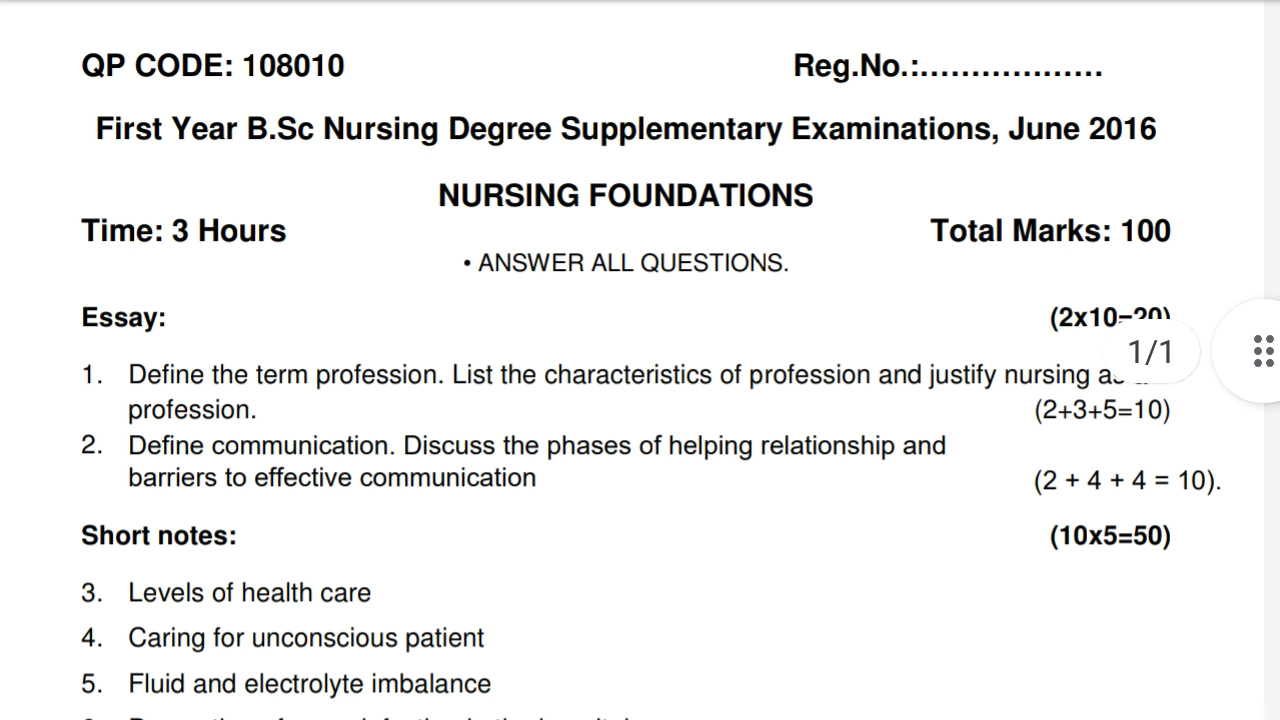 QP CODE: 108010 Reg.No.:..................
First Year B.Sc Nursing Degree Supplementary Examinations, June 2016
NURSING FOUNDATIONS
Time: 3 Hours Total Marks: 100
• ANSWER ALL QUESTIONS.
Essay: (2x10=20)
1/1
1. Define the term profession. List the characteristics of profession and justify nursing as a
profession. (2+3+5=10)
2. Define communication. Discuss the phases of helping relationship and
barriers to effective communication (2 + 4 + 4 = 10).
Short notes: (10x5=50)
3. Levels of health care
4. Caring for unconscious patient
5. Fluid and electrolyte imbalance